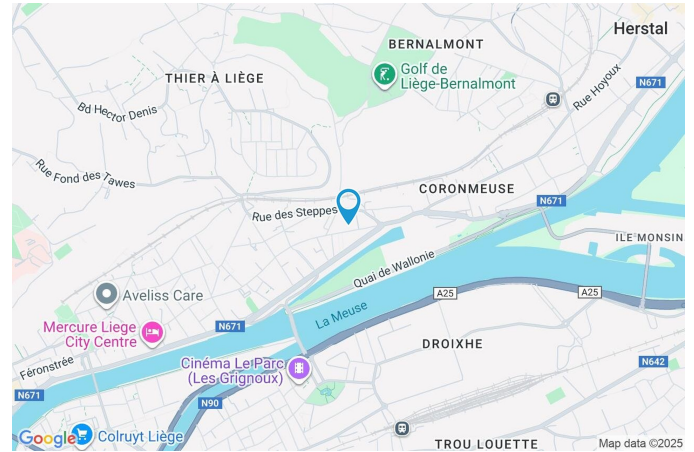 Herstal
BERNALMONT
Golf de
Liège-Bernalmont
THIER À LIÈGE
N671
Rue Hoyoux
Bd Hector Denis
Rue Fond des Tawes
CORONMEUSE
Rue des Steppes
N671
ILE MONSIN
Quai de Wallonie
A25
A25
Aveliss Care
La Meuse
Mercure Liege
City Centre
N671
DROIXHE
Féronstrée
Cinéma Le Parc
(Les Grignoux)
N642
N671
N90
Google
Colruyt Liège
TROU LOUETTE
Map data ©2025